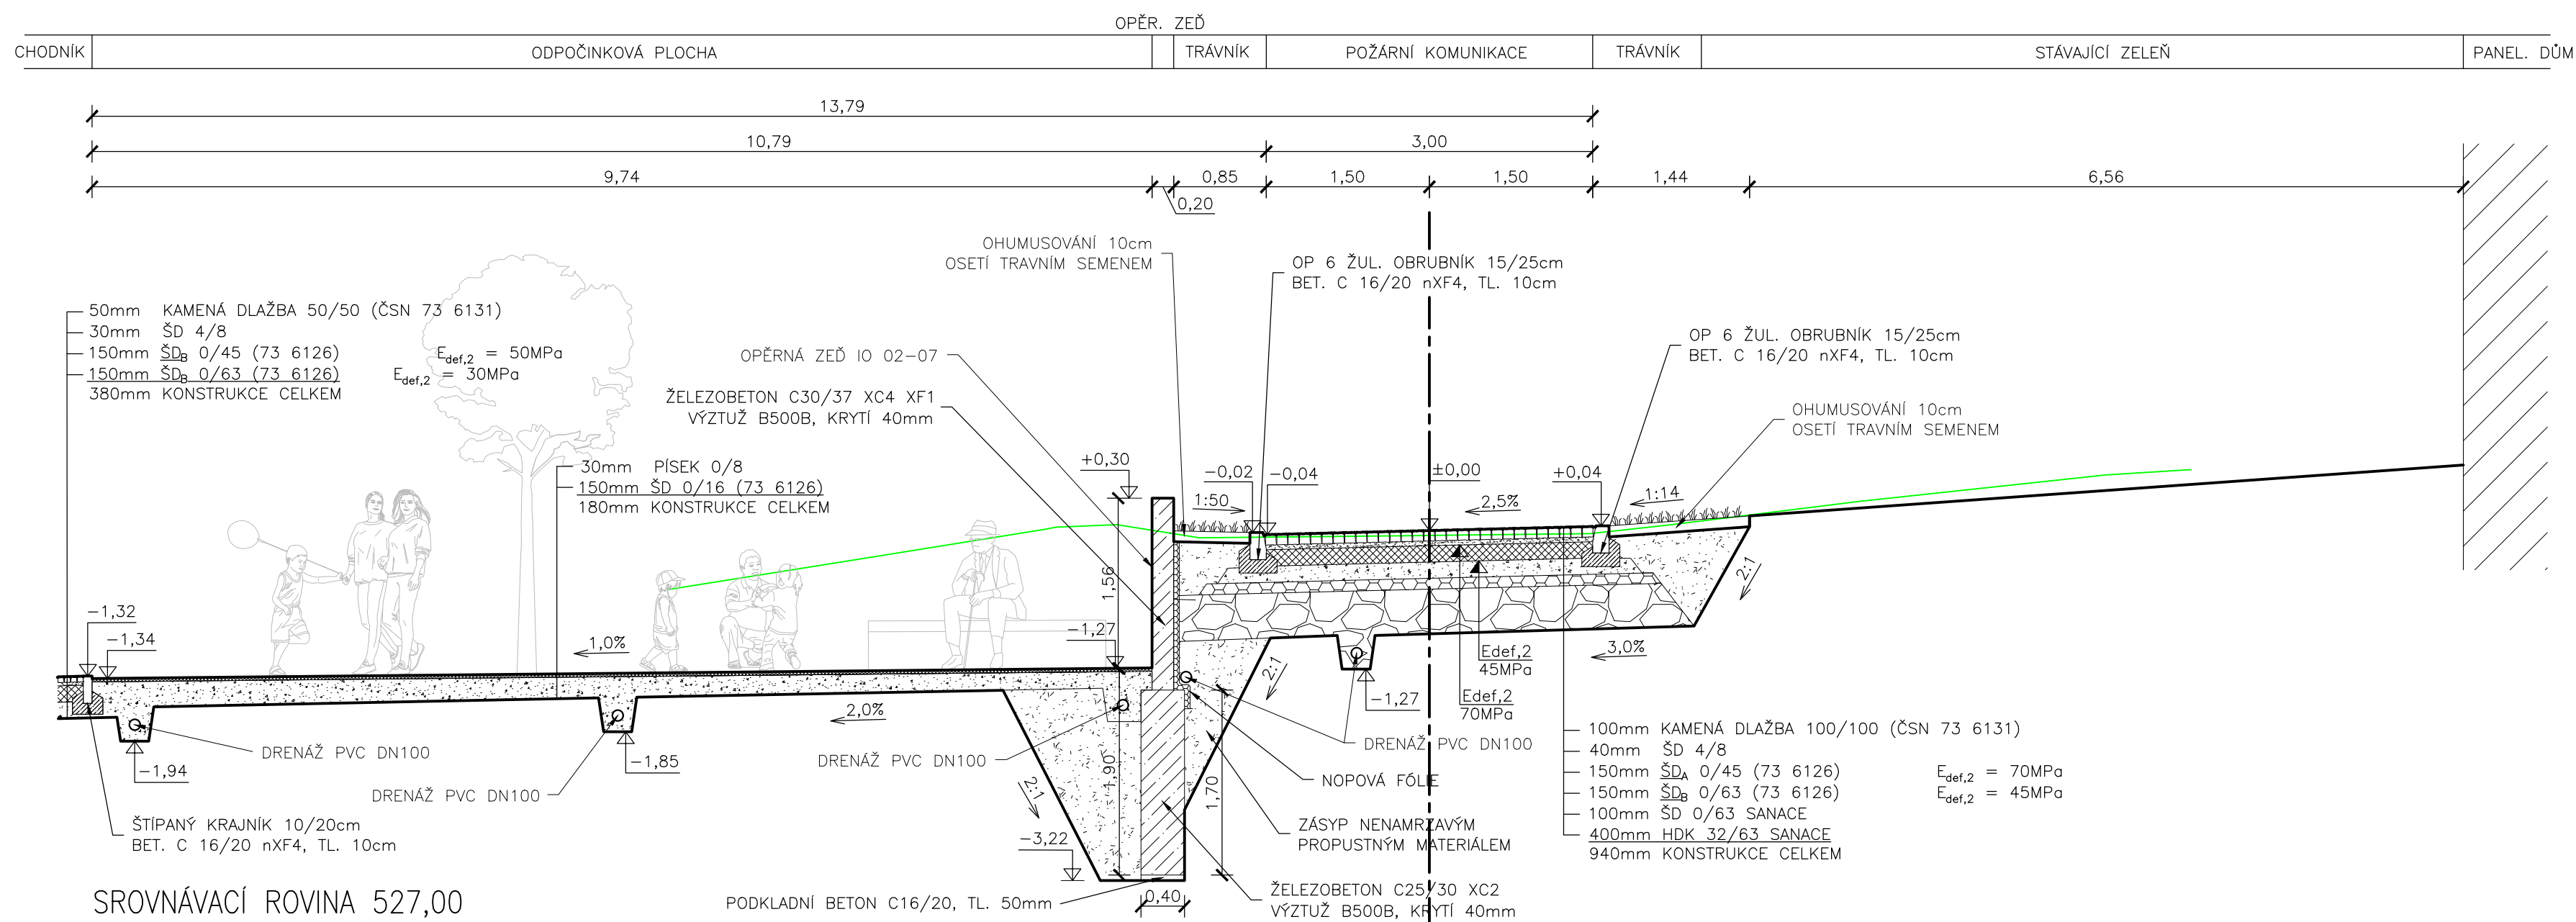 OPĚR. ZEĎ
CHODNÍK
ODPOČINKOVÁ PLOCHA
TRÁVNÍK
POŽÁRNÍ KOMUNIKACE
TRÁVNÍK
STÁVAJÍCÍ ZELEŇ
PANEL. DŮM
13,79
10,79
3,00
9,74
0,85
1,50
1,50
1,44
6,56
0,20
OHUMUSOVÁNÍ 10cm
OSETÍ TRAVNÍM SEMENEM
OP 6 ŽUL. OBRUBNÍK 15/25cm
BET. C 16/20 nXF4, TL. 10cm
50mm KAMENÁ DLAŽBA 50/50 (ČSN 73 6131)
30mm ŠD 4/8
150mm ŠDB 0/45 (73 6126) Edef,2 = 50MPa
150mm ŠDB 0/63 (73 6126) Edef,2 = 30MPa
380mm KONSTRUKCE CELKEM
OPĚRNÁ ZEĎ IO 02-07
OP 6 ŽUL. OBRUBNÍK 15/25cm
BET. C 16/20 nXF4, TL. 10cm
ŽELEZOBETON C30/37 XC4 XF1
VÝZTUŽ B500B, KRYTÍ 40mm
OHUMUSOVÁNÍ 10cm
OSETÍ TRAVNÍM SEMENEM
30mm PÍSEK 0/8
150mm ŠD 0/16 (73 6126)
180mm KONSTRUKCE CELKEM
+0,30
-0,02
-0,04
±0,00
+0,04
1:50
2,5%
1:14
1,56
2:1
-1,32
-1,34
1,0%
-1,27
Edef,2
45MPa
3,0%
2:1
-1,27
Edef,2
70MPa
2,0%
DRENÁŽ PVC DN100
-1,94
-1,85
DRENÁŽ PVC DN100
DRENÁŽ PVC DN100
DRENÁŽ PVC DN100
NOPOVÁ FÓLIE
2:1
1,90
1,70
100mm KAMENÁ DLAŽBA 100/100 (ČSN 73 6131)
40mm ŠD 4/8
150mm ŠDA 0/45 (73 6126) Edef,2 = 70MPa
150mm ŠDB 0/63 (73 6126) Edef,2 = 45MPa
100mm ŠD 0/63 SANACE
400mm HDK 32/63 SANACE
940mm KONSTRUKCE CELKEM
ŠTÍPANÝ KRAJNÍK 10/20cm
BET. C 16/20 nXF4, TL. 10cm
-3,22
ZÁSYP NENAMRZAVÝM
PROPUSTNÝM MATERIÁLEM
SROVNÁVACÍ ROVINA 527,00
PODKLADNÍ BETON C16/20, TL. 50mm
0,40
ŽELEZOBETON C25/30 XC2
VÝZTUŽ B500B, KRYTÍ 40mm